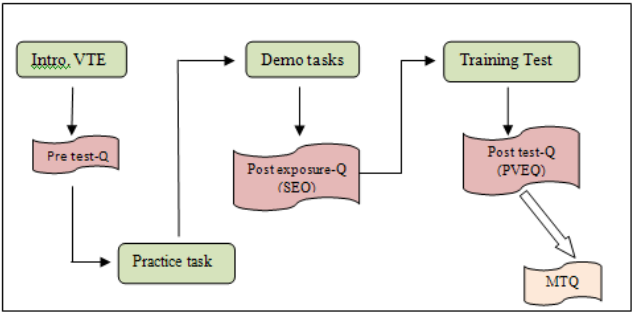 Intro. VTE
Pre test-Q
Practice task
Demo tasks
Post exposure-Q
(SEQ)
Training Test
Post test-Q
(PVEQ)
MTQ